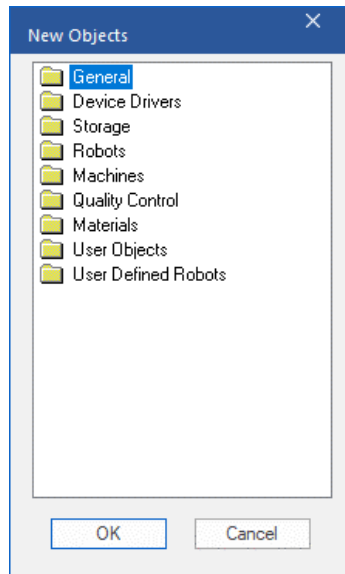 New Objects
General
Device Drivers
Storage
Robots
Machines
Quality Control
Materials
User Objects
User Defined Robots
OK
Cancel